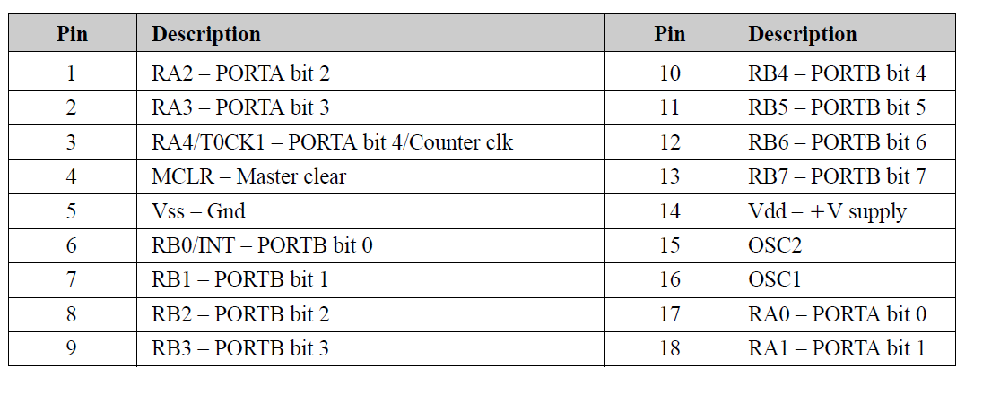 Pin Description Pin Description
1 RA2 – PORTA bit 2 10 RB4 – PORTB bit 4
2 RA3 – PORTA bit 3 11 RB5 – PORTB bit 5
3 RA4/T0CK1 – PORTA bit 4/Counter clk 12 RB6 – PORTB bit 6
4 MCLR – Master clear 13 RB7 – PORTB bit 7
5 Vss – Gnd 14 Vdd – +V supply
6 RB0/INT – PORTB bit 0 15 OSC2
7 RB1 – PORTB bit 1 16 OSC1
8 RB2 – PORTB bit 2 17 RA0 – PORTA bit 0
9 RB3 – PORTB bit 3 18 RA1 – PORTA bit 1